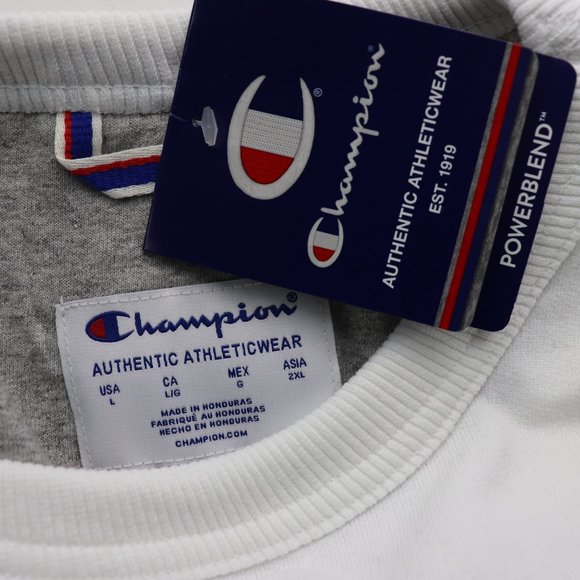 Champion®
AUTHENTIC ATHLETICWEAR
EST. 1919
POWERBLEND™
Champion®
AUTHENTIC ATHLETICWEAR
USA CA MEX ASIA
L L/G G 2XL
MADE IN HONDURAS
FABRIQUÉ AU HONDURAS
HECHO EN HONDURAS
CHAMPION.COM